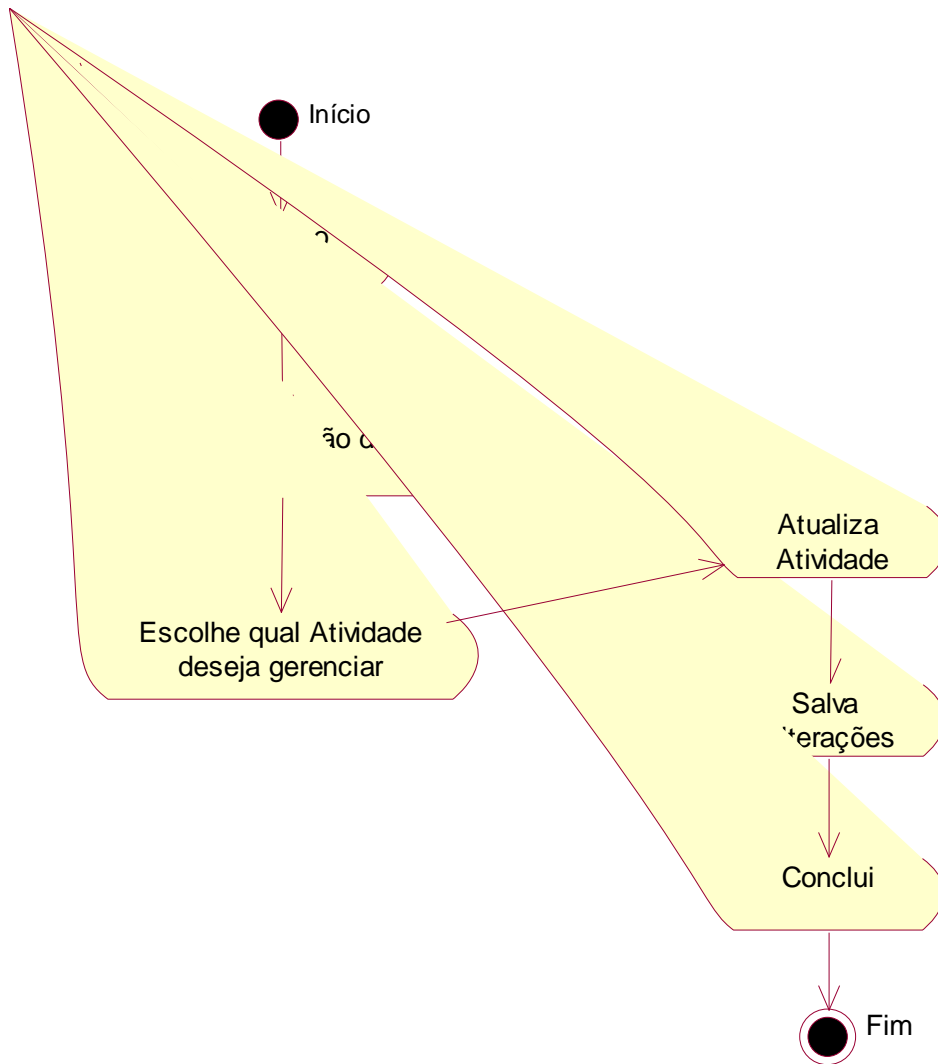 Início
Escolhe qual Atividade
deseja gerenciar
Atualiza
Atividade
Salva
Conclui
Fim